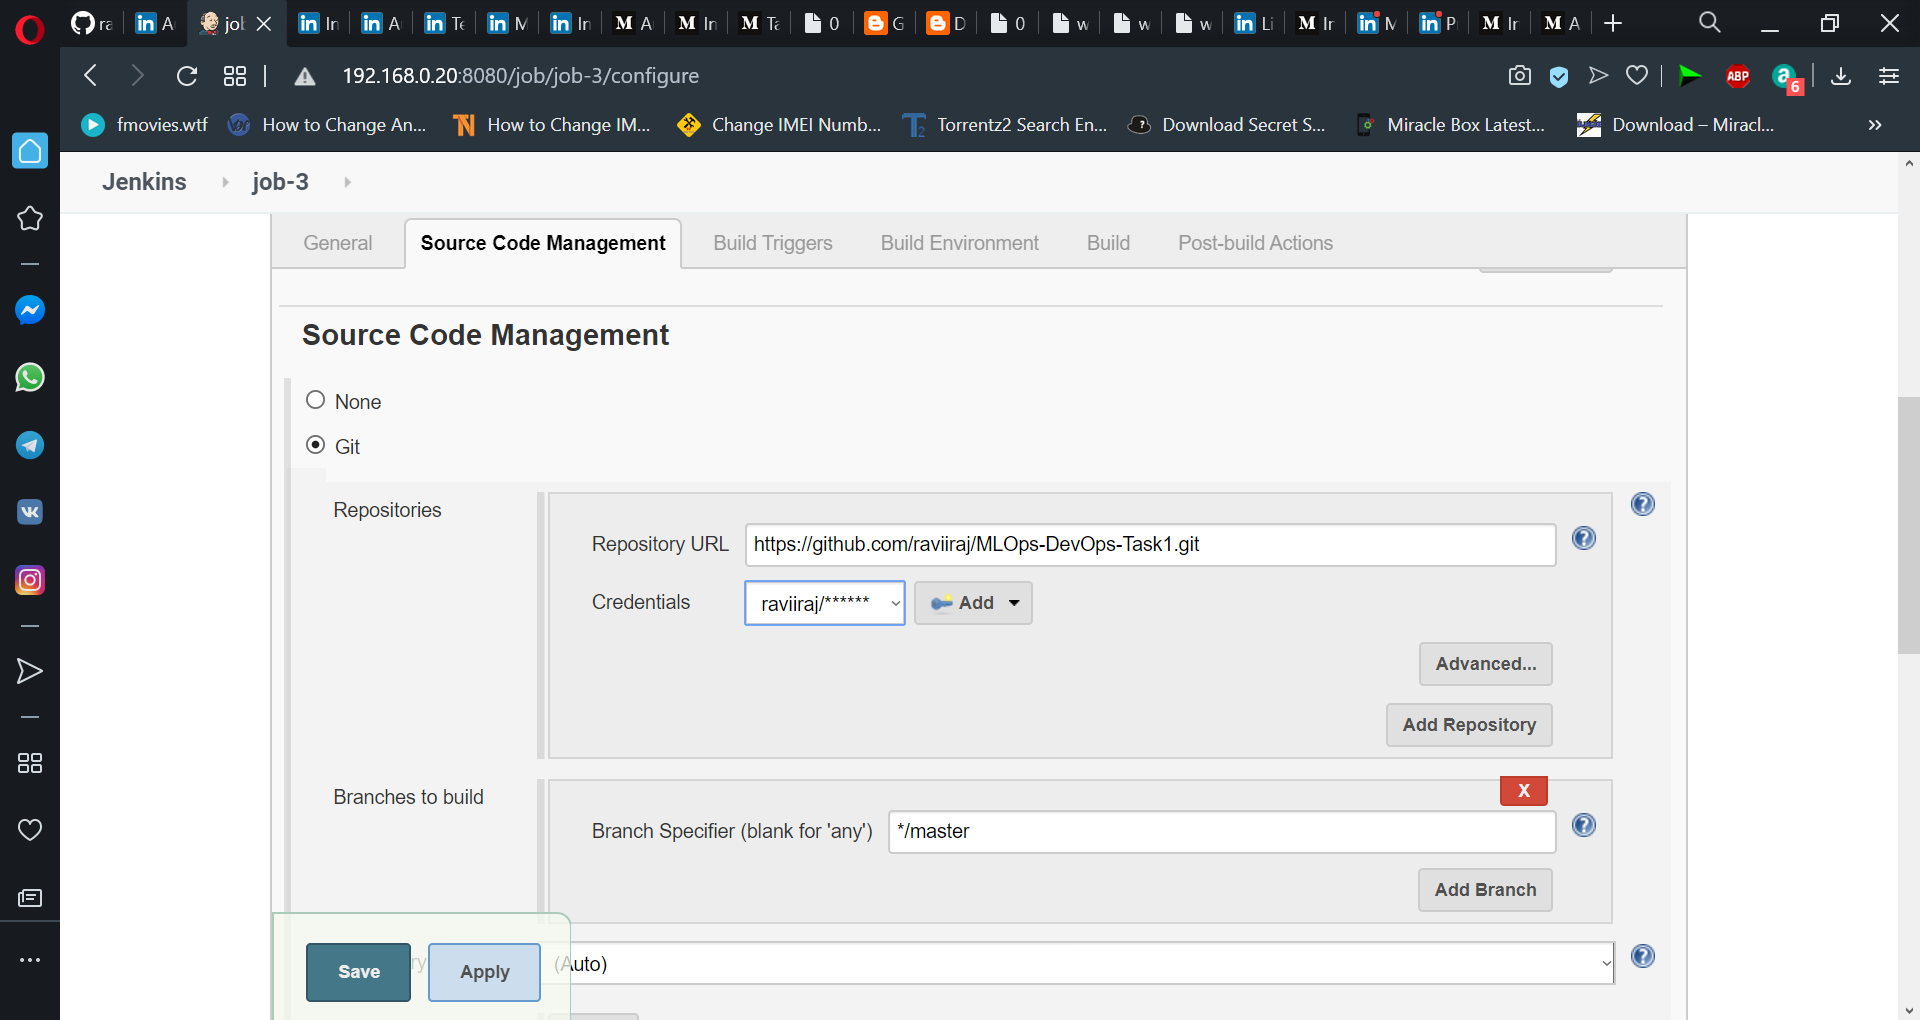 ra
A
job
In
A
Te
M
In
A
In
Ta
0
G
D
0
w
w
w
Li
Ir
M
P
Ir
A
192.168.0.20:8080/job/job-3/configure
ABP
a
6
fmovies.wtf
How to Change An...
How to Change IM...
Change IMEI Numb...
Torrentz2 Search En...
Download Secret S...
Miracle Box Latest...
Download – Miracl...
Jenkins
job-3
General
Source Code Management
Build Triggers
Build Environment
Build
Post-build Actions
Source Code Management
None
Git
Repositories
Repository URL
https://github.com/raviiraj/MLOps-DevOps-Task1.git
Credentials
raviiraj/******
Add
Advanced...
Add Repository
Branches to build
X
Branch Specifier (blank for 'any')
*/master
Add Branch
Save
Apply
(Auto)